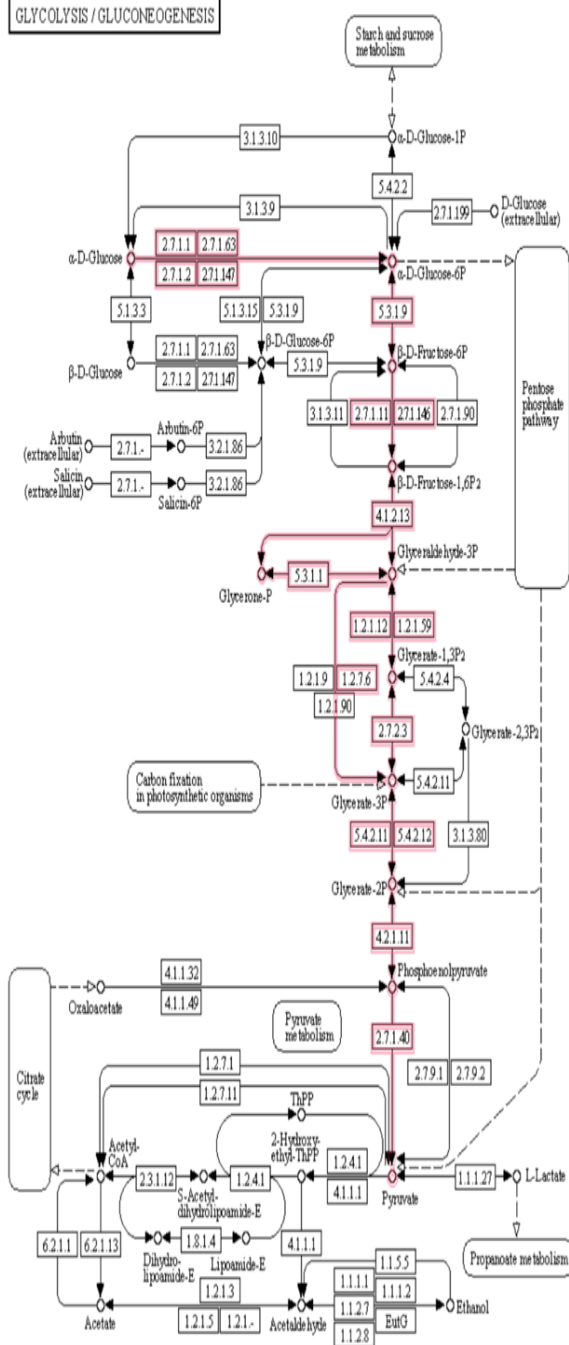 GLYCOLYSIS / GLUCONEOGENESIS
Starch and sucrose
metabolism
3.1.3.10
α-D-Glucose-1P
5.4.2.2
3.1.3.9
2.7.1.199
D-Glucose
(extracellular)
α-D-Glucose
2.7.1.1
2.7.1.63
2.7.1.2
2.7.1.147
α-D-Glucose-6P
5.1.3.3
5.1.3.15
5.3.1.9
5.3.1.9
β-D-Glucose-6P
β-D-Fructose-6P
β-D-Glucose
2.7.1.1
2.7.1.63
2.7.1.2
2.7.1.147
5.3.1.9
Pentose
phosphate
pathway
3.1.3.11
2.7.1.11
2.7.1.146
2.7.1.90
Arbutin
(extracellular)
2.7.1.-
Arbutin-6P
3.2.1.86
Salicin
(extracellular)
2.7.1.-
Salicin-6P
3.2.1.86
β-D-Fructose-1,6P2
4.1.2.13
Glyceraldehyde-3P
5.3.1.1
Glycerone-P
1.2.1.12
1.2.1.59
Glycerate-1,3P2
1.2.1.9
1.2.7.6
1.2.1.90
5.4.2.4
2.7.2.3
Glycerate-2,3P2
Carbon fixation
in photosynthetic organisms
Glycerate-3P
5.4.2.11
5.4.2.11
5.4.2.12
3.1.3.80
Glycerate-2P
4.2.1.11
Oxaloacetate
4.1.1.32
4.1.1.49
Phosphoenolpyruvate
Citrate
cycle
Pyruvate
metabolism
2.7.1.40
2.7.9.1
2.7.9.2
1.2.7.1
1.2.7.11
ThPP
Acetyl-
CoA
2-Hydroxy-
ethyl-ThPP
2.3.1.12
S-Acetyl-
dihydrolipoamide-E
1.2.4.1
1.2.4.1
4.1.1.1
Pyruvate
1.1.1.27
L-Lactate
6.2.1.1
6.2.1.13
Dihydro-
lipoamide-E
1.8.1.4
Lipoamide-E
4.1.1.1
Propanoate metabolism
1.1.5.5
1.1.1.1
1.1.1.2
1.1.2.7
EutG
1.1.2.8
Acetate
1.2.1.3
1.2.1.5
1.2.1.-
Acetaldehyde
Ethanol